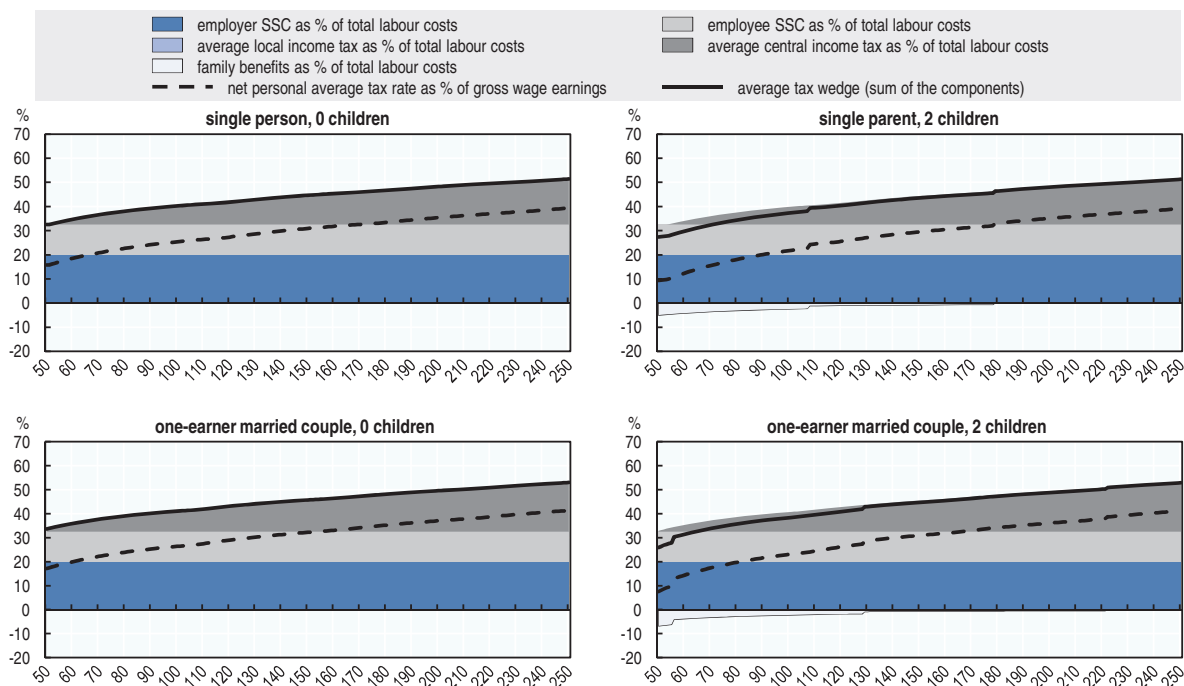 employer SSC as % of total labour costs
employee SSC as % of total labour costs
average local income tax as % of total labour costs
average central income tax as % of total labour costs
family benefits as % of total labour costs
net personal average tax rate as % of gross wage earnings
average tax wedge (sum of the components)
%
single person, 0 children
70
60
50
40
30
20
10
0
-10
-20
50 60 70 80 90 100 110 120 130 140 150 160 170 180 190 200 210 220 230 240 250
%
single parent, 2 children
70
60
50
40
30
20
10
0
-10
-20
50 60 70 80 90 100 110 120 130 140 150 160 170 180 190 200 210 220 230 240 250
%
one-earner married couple, 0 children
70
60
50
40
30
20
10
0
-10
-20
50 60 70 80 90 100 110 120 130 140 150 160 170 180 190 200 210 220 230 240 250
%
one-earner married couple, 2 children
70
60
50
40
30
20
10
0
-10
-20
50 60 70 80 90 100 110 120 130 140 150 160 170 180 190 200 210 220 230 240 250